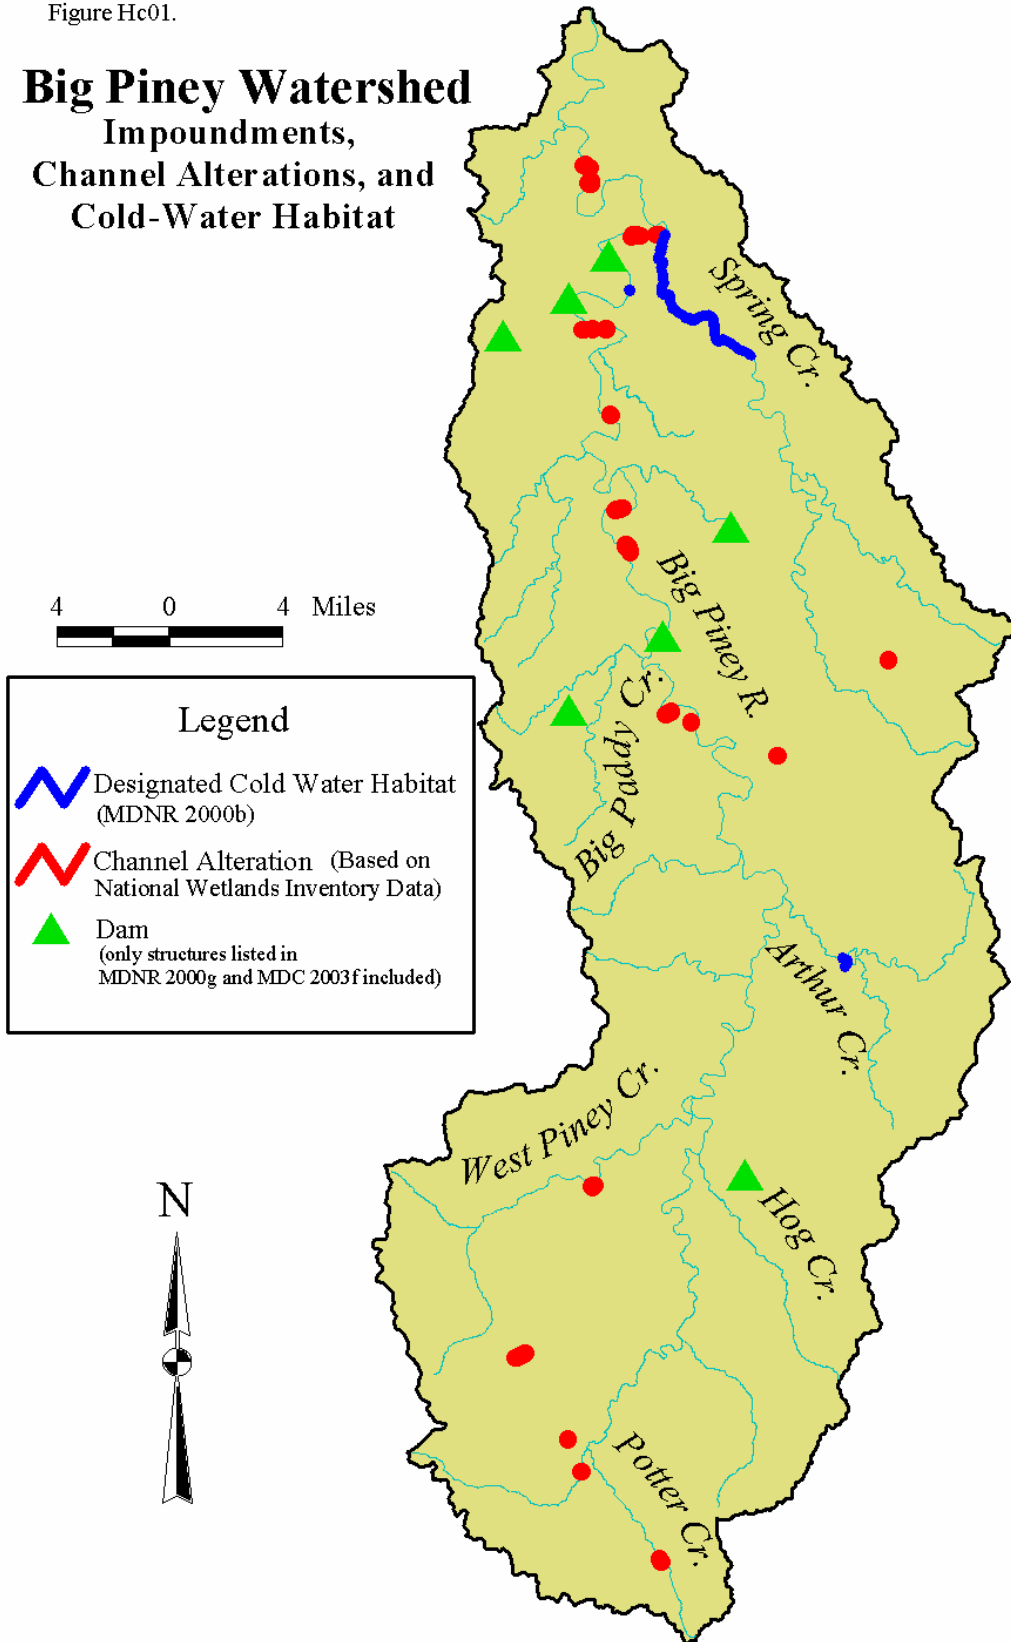 Figure Hc01.
Big Piney Watershed
Impoundments,
Channel Alterations, and
Cold-Water Habitat
Spring Cr.
Big Piney R.
4 0 4 Miles
Big Paddy Cr.
Legend
Designated Cold Water Habitat
(MDNR 2000b)
Channel Alteration (Based on
National Wetlands Inventory Data)
Dam
(only structures listed in
MDNR 2000g and MDC 2003f included)
Arthur Cr.
West Piney Cr.
N
Hog Cr.
Potter Cr.